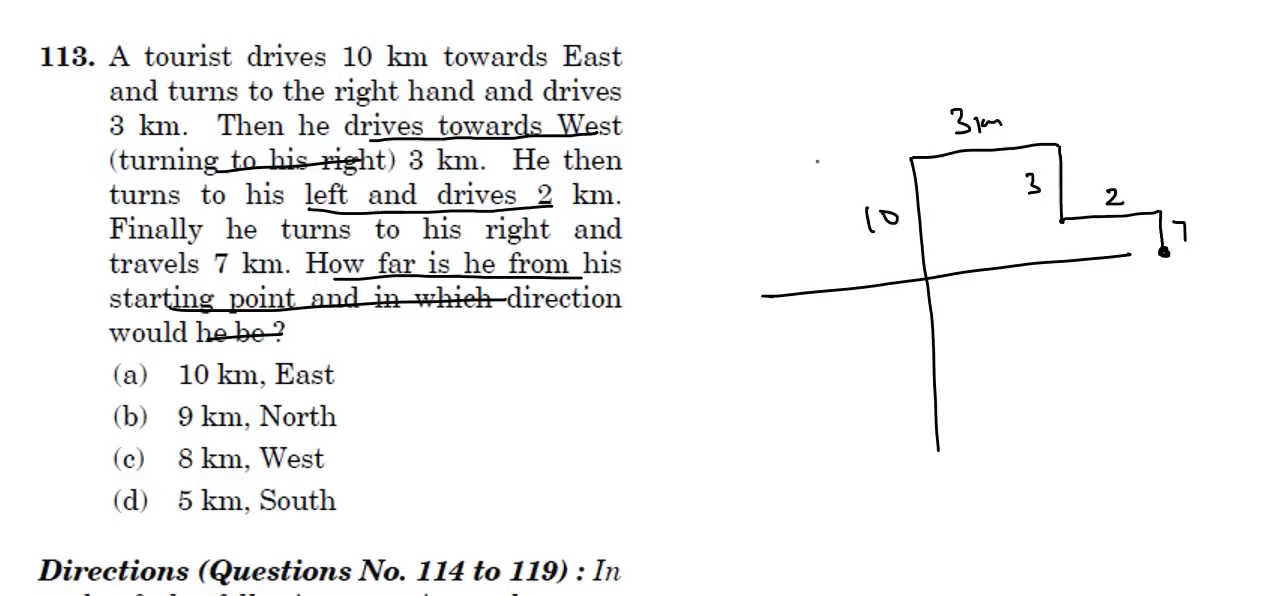 113. A tourist drives 10 km towards East
and turns to the right hand and drives
3 km. Then he drives towards West
(turning to his right) 3 km. He then
turns to his left and drives 2 km.
Finally he turns to his right and
travels 7 km. How far is he from his
starting point and in which direction
would he be ?
(a) 10 km, East
(b) 9 km, North
(c) 8 km, West
(d) 5 km, South
Directions (Questions No. 114 to 119) : In
3 km
3
2
10
7